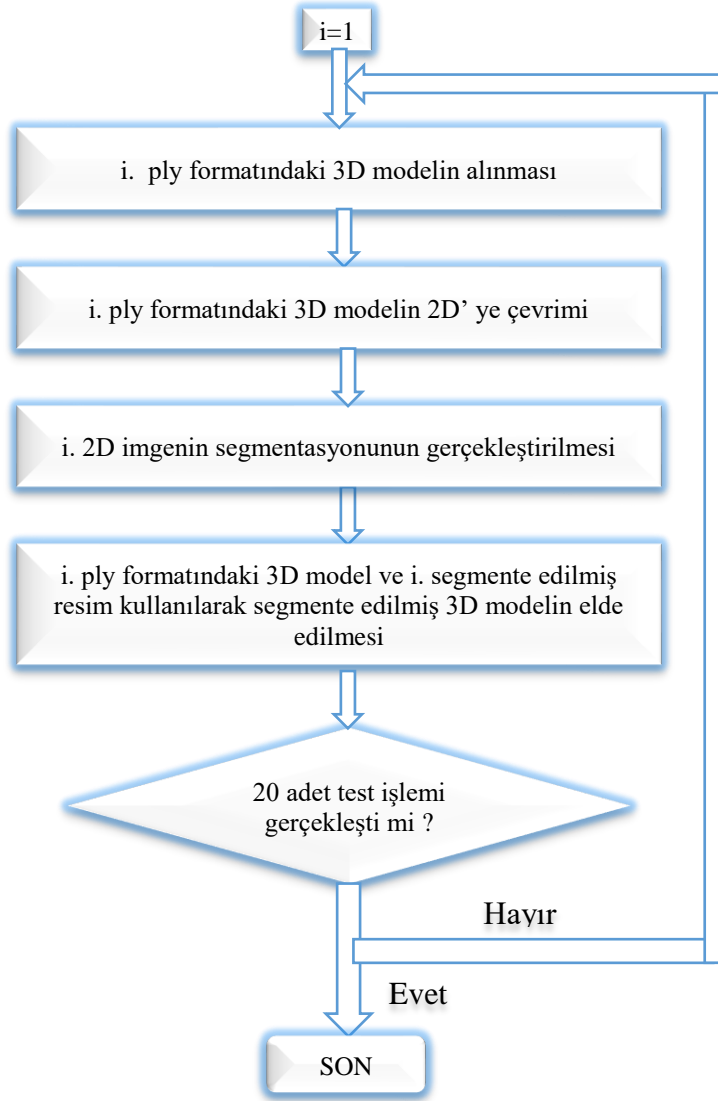 i=1
i. ply formatındaki 3D modelin alınması
i. ply formatındaki 3D modelin 2D’ ye çevrimi
i. 2D imgenin segmentasyonunun gerçekleştirilmesi
i. ply formatındaki 3D model ve i. segmente edilmiş
resim kullanılarak segmente edilmiş 3D modelin elde
edilmesi
20 adet test işlemi
gerçekleşti mi ?
Hayır
Evet
SON